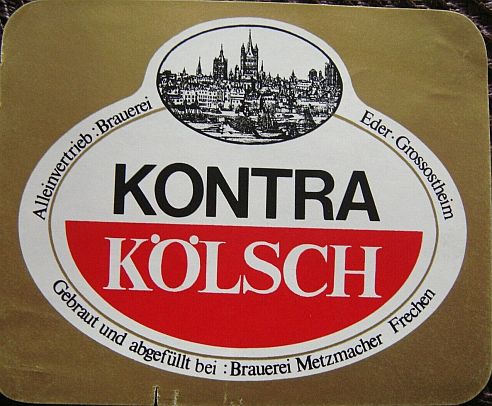 Alleinvertrieb: Brauerei Eder · Grossostheim
KONTRA
KÖLSCH
Gebraut und abgefüllt bei: Brauerei Metzmacher Frechen